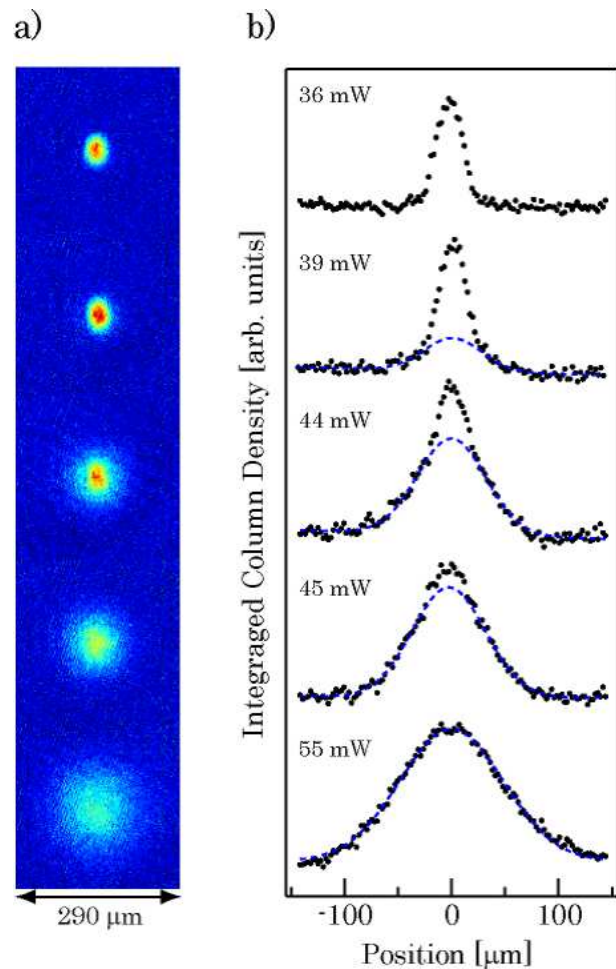 a)
290 μm
b)
Integraged Column Density [arb. units]
36 mW
39 mW
44 mW
45 mW
55 mW
-100 0 100
Position [μm]